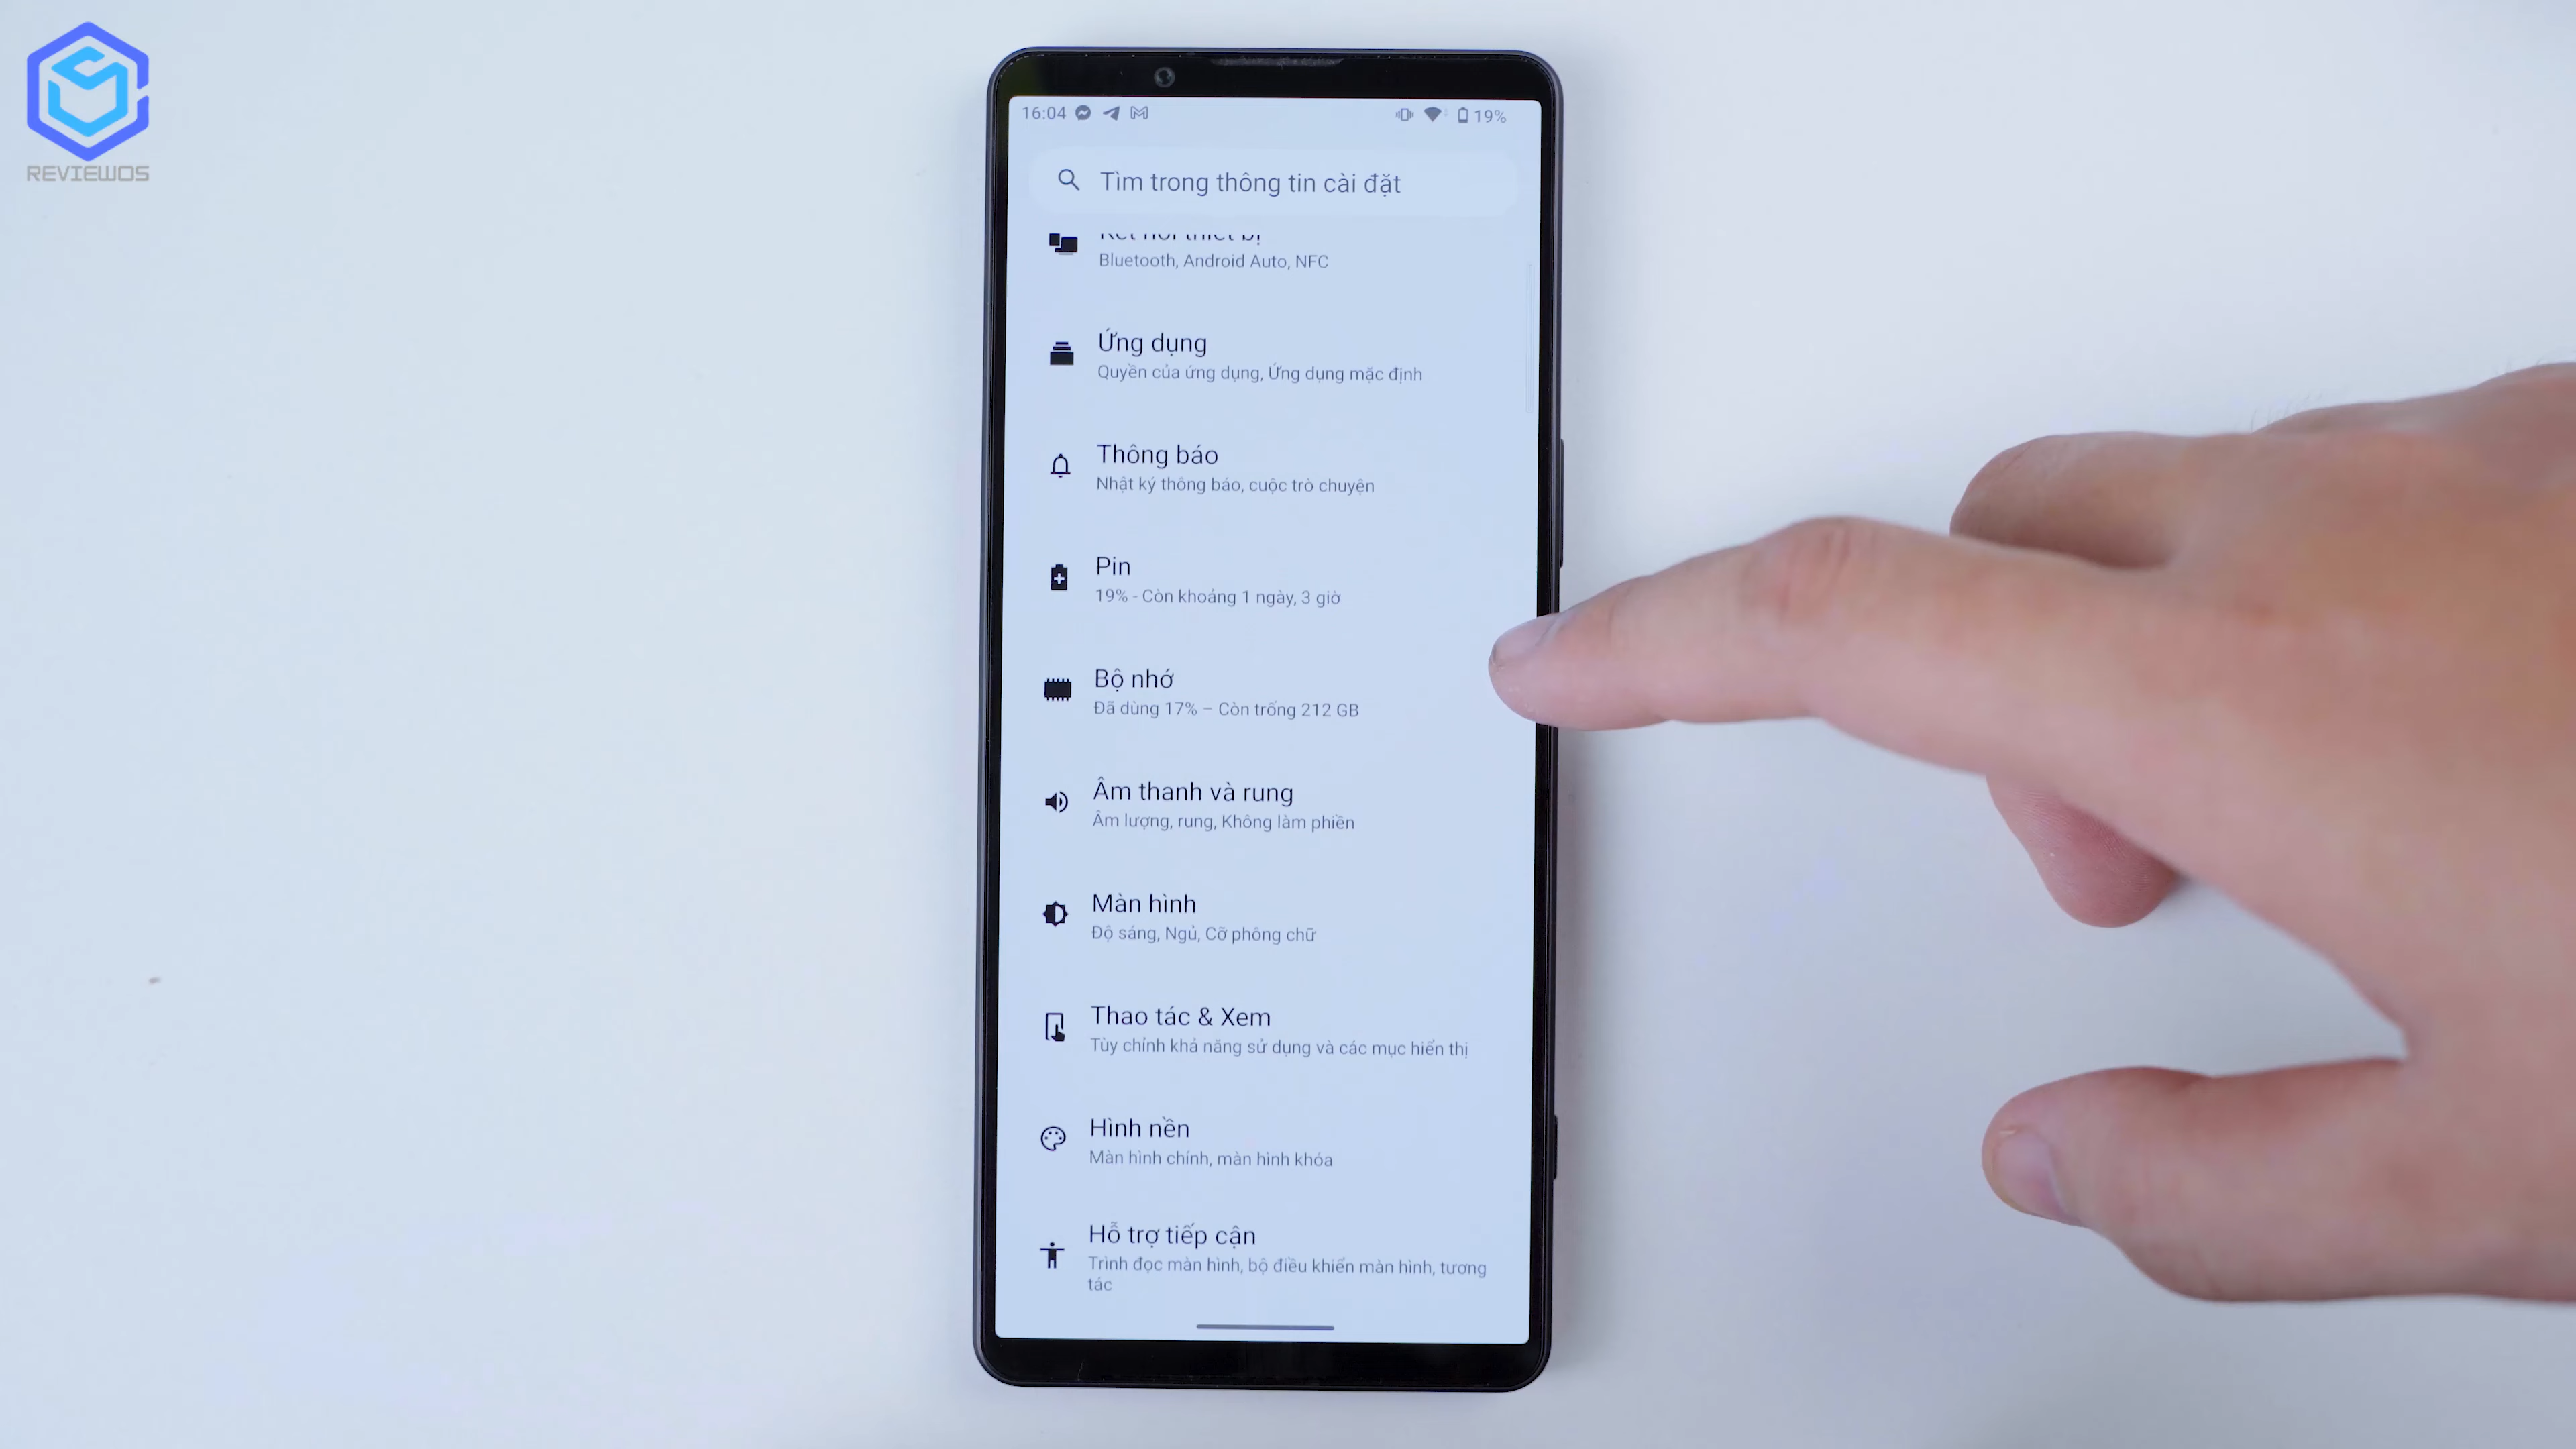 REVIEWOS
16:04
19%
Tìm trong thông tin cài đặt
Kết nối thiết bị
Bluetooth, Android Auto, NFC
Ứng dụng
Quyền của ứng dụng, Ứng dụng mặc định
Thông báo
Nhật ký thông báo, cuộc trò chuyện
Pin
19% - Còn khoảng 1 ngày, 3 giờ
Bộ nhớ
Đã dùng 17% – Còn trống 212 GB
Âm thanh và rung
Âm lượng, rung, Không làm phiền
Màn hình
Độ sáng, Ngủ, Cỡ phông chữ
Thao tác & Xem
Tùy chỉnh khả năng sử dụng và các mục hiển thị
Hình nền
Màn hình chính, màn hình khóa
Hỗ trợ tiếp cận
Trình đọc màn hình, bộ điều khiển màn hình, tương
tác